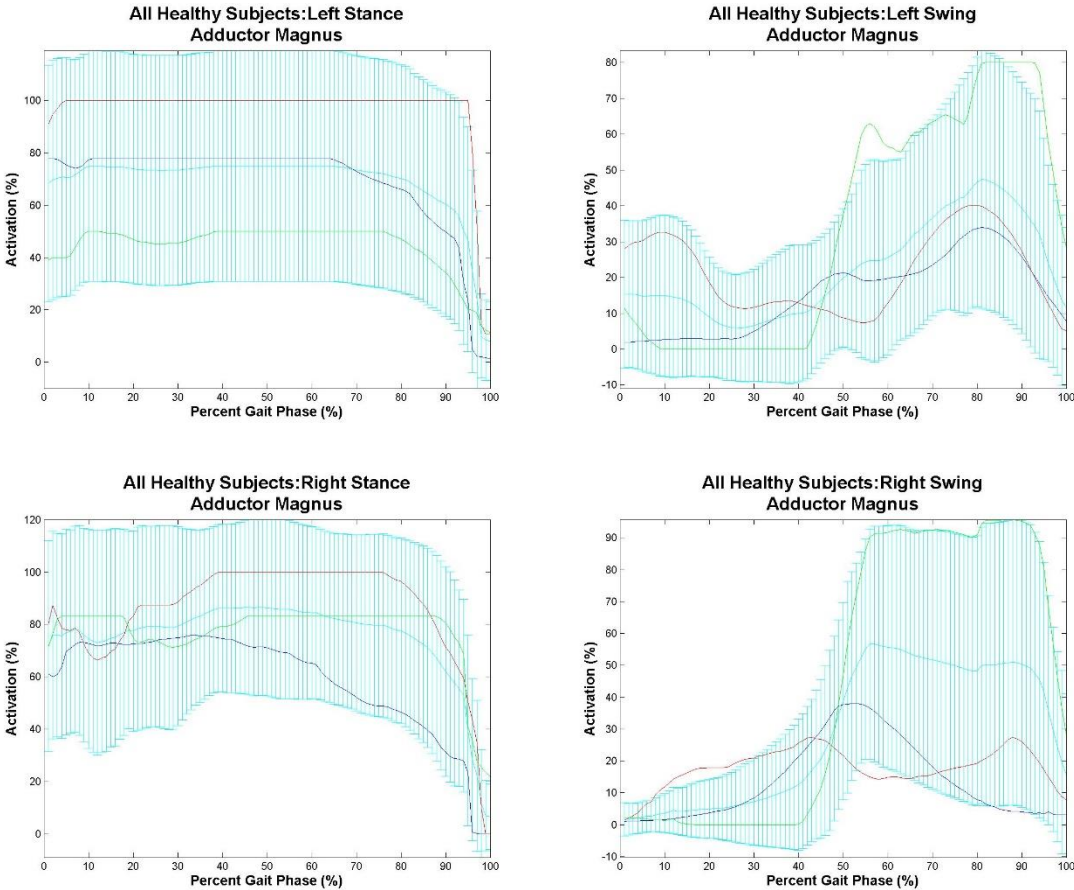 All Healthy Subjects:Left Stance
Adductor Magnus
Activation (%)
100
80
60
40
20
0
0 10 20 30 40 50 60 70 80 90 100
Percent Gait Phase (%)
All Healthy Subjects:Left Swing
Adductor Magnus
Activation (%)
80
70
60
50
40
30
20
10
0
-10
0 10 20 30 40 50 60 70 80 90 100
Percent Gait Phase (%)
All Healthy Subjects:Right Stance
Adductor Magnus
Activation (%)
120
100
80
60
40
20
0
0 10 20 30 40 50 60 70 80 90 100
Percent Gait Phase (%)
All Healthy Subjects:Right Swing
Adductor Magnus
Activation (%)
90
80
70
60
50
40
30
20
10
0
-10
0 10 20 30 40 50 60 70 80 90 100
Percent Gait Phase (%)